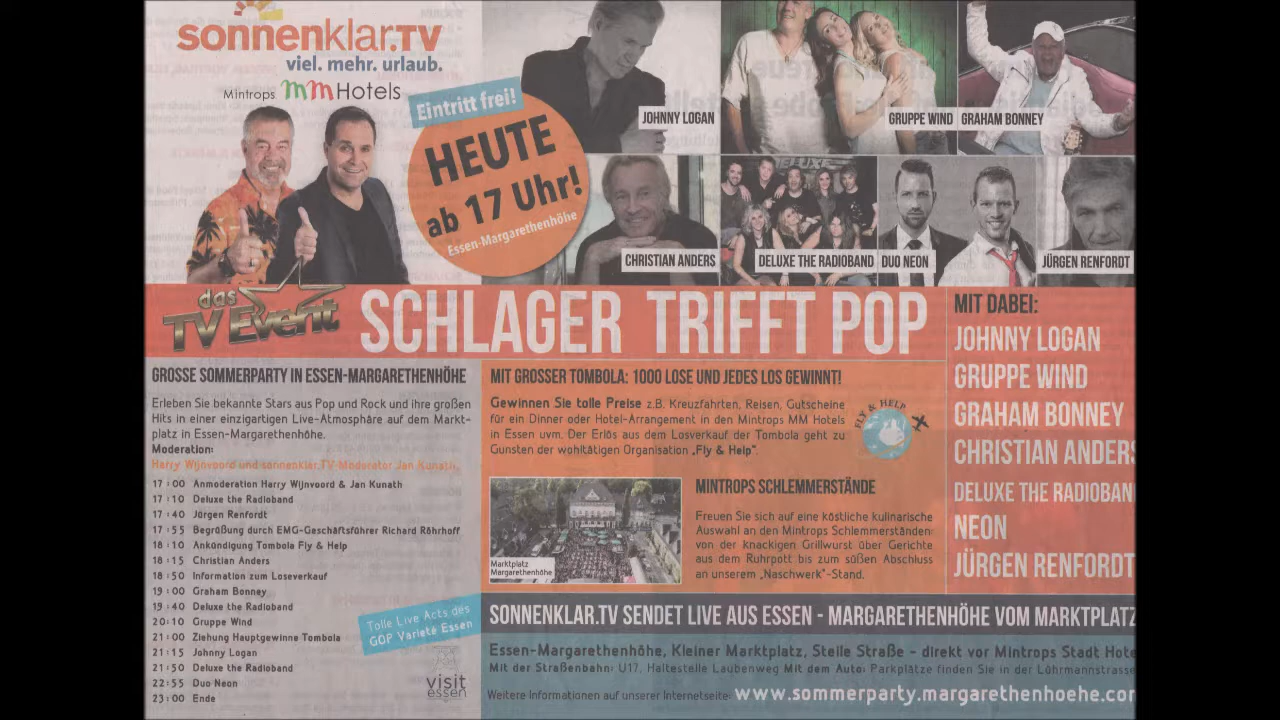 sonnenklar.TV
viel. mehr. urlaub.
Mintrops MM Hotels
Eintritt frei!
HEUTE
ab 17 Uhr!
Essen-Margarethenhöhe
JOHNNY LOGAN
GRUPPE WIND
GRAHAM BONNEY
CHRISTIAN ANDERS
DELUXE
DELUXE THE RADIOBAND
DUO NEON
JÜRGEN RENFORDT
das
TV Event
SCHLAGER TRIFFT POP
GROSSE SOMMERPARTY IN ESSEN-MARGARETHENHÖHE
Erleben Sie bekannte Stars aus Pop und Rock und ihre großen
Hits in einer einzigartigen Live-Atmosphäre auf dem Markt-
platz in Essen-Margarethenhöhe.
Moderation:
Harry Wijnvoord und sonnenklar.TV Moderator Jan Kunath.
17:00 Anmoderation Harry Wijnvoord & Jan Kunath
17:10 Deluxe the Radioband
17:40 Jürgen Renfordt
17:55 Begrüßung durch EMG-Geschäftsführer Richard Röhrhoff
18:10 Ankündigung Tombola Fly & Help
18:15 Christian Anders
18:50 Information zum Loseverkauf
19:00 Graham Bonney
19:40 Deluxe the Radioband
20:10 Gruppe Wind
21:00 Ziehung Hauptgewinne Tombola
21:15 Johnny Logan
21:50 Deluxe the Radioband
22:55 Duo Neon
23:00 Ende
Tolle Live Acts des
GOP Varieté Essen
visit
essen
MIT GROSSER TOMBOLA: 1000 LOSE UND JEDES LOS GEWINNT!
Gewinnen Sie tolle Preise z.B. Kreuzfahrten, Reisen, Gutscheine
für ein Dinner oder Hotel-Arrangement in den Mintrops MM Hotels
in Essen uvm. Der Erlös aus dem Losverkauf der Tombola geht zu
Gunsten der wohltätigen Organisation „Fly & Help“.
FLY & HELP
MINTROPS SCHLEMMERSTÄNDE
Freuen Sie sich auf eine köstliche kulinarische
Auswahl an den Mintrops Schlemmerständen:
von der knackigen Grillwurst über Gerichte
aus dem Ruhrpott bis zum süßen Abschluss
an unserem „Naschwerk“-Stand.
Marktplatz
Margarethenhöhe
MIT DABEI:
JOHNNY LOGAN
GRUPPE WIND
GRAHAM BONNEY
CHRISTIAN ANDERS
DELUXE THE RADIOBAN
NEON
JÜRGEN RENFORDT
SONNENKLAR.TV SENDET LIVE AUS ESSEN - MARGARETHENHÖHE VOM MARKTPLATZ
Essen-Margarethenhöhe, Kleiner Marktplatz, Steile Straße - direkt vor Mintrops Stadt Hote
Mit der Straßenbahn: U17, Haltestelle Laubenweg Mit dem Auto: Parkplätze finden Sie in der Lührmannstrasse
Weitere Informationen auf unserer Internetseite: www.sommerparty.margarethenhoehe.com